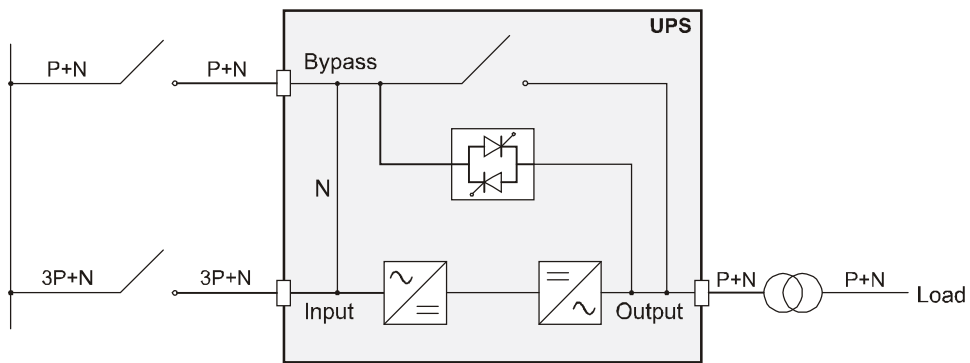 UPS
P+N
P+N
Bypass
N
3P+N
3P+N
Input
Output
P+N
P+N
Load